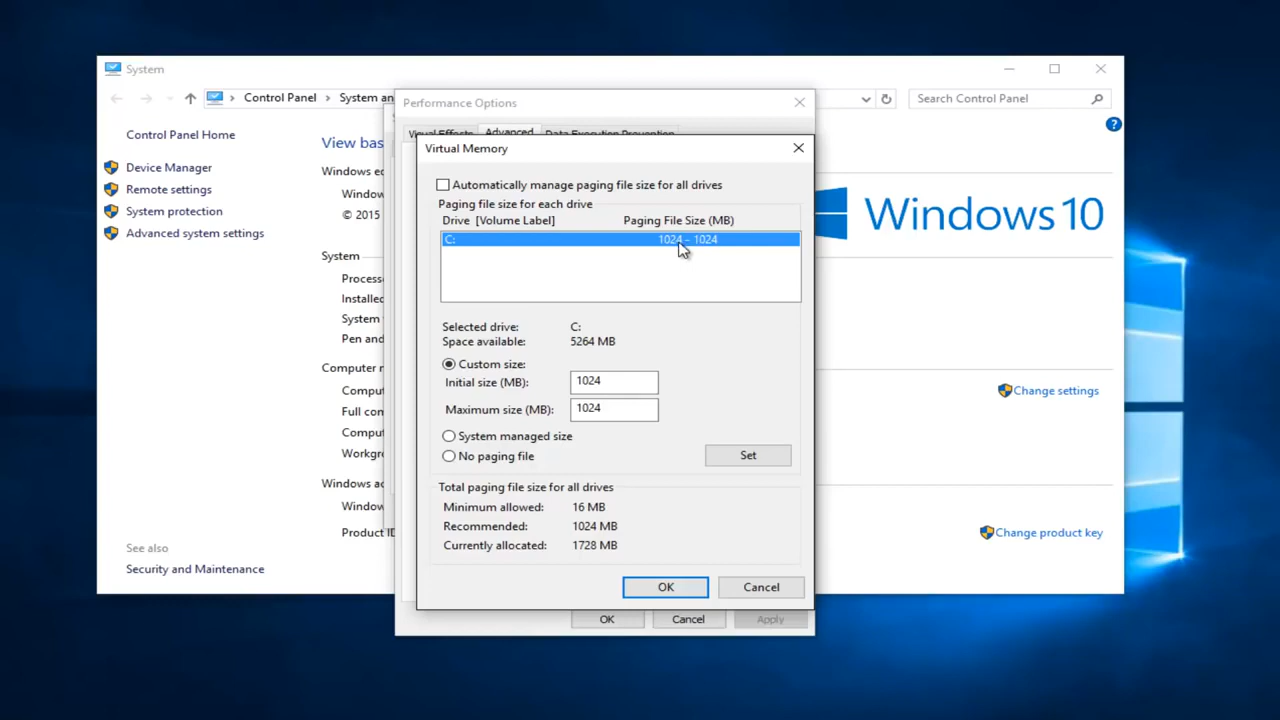 System
Control Panel
System an
Search Control Panel
Control Panel Home
Device Manager
Remote settings
System protection
Advanced system settings
See also
Security and Maintenance
View bas
Windows ec
Window
© 2015
System
Process
Installed
System
Pen and
Computer n
Comput
Full com
Comput
Workgr
Windows ac
Window
Product ID
Windows 10
Change settings
Change product key
?
Performance Options
Visual Effects
Advanced
Data Execution Prevention
Virtual Memory
Automatically manage paging file size for all drives
Paging file size for each drive
Drive [Volume Label] Paging File Size (MB)
C: 1024 - 1024
Selected drive: C:
Space available: 5264 MB
Custom size:
Initial size (MB): 1024
Maximum size (MB): 1024
System managed size
No paging file
Set
Total paging file size for all drives
Minimum allowed: 16 MB
Recommended: 1024 MB
Currently allocated: 1728 MB
OK Cancel
OK Cancel Apply